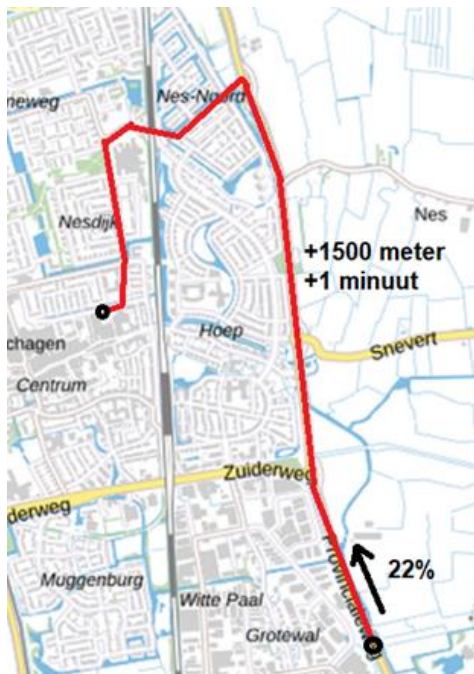 neweg
Nes-Noord
Nes
Nesdijk
+1500 meter
+1 minuut
Hoep
Snevert
chagen
Centrum
Zuiderweg
derweg
Provincialeweg
22%
Muggenburg
Witte Paal
Grotewal